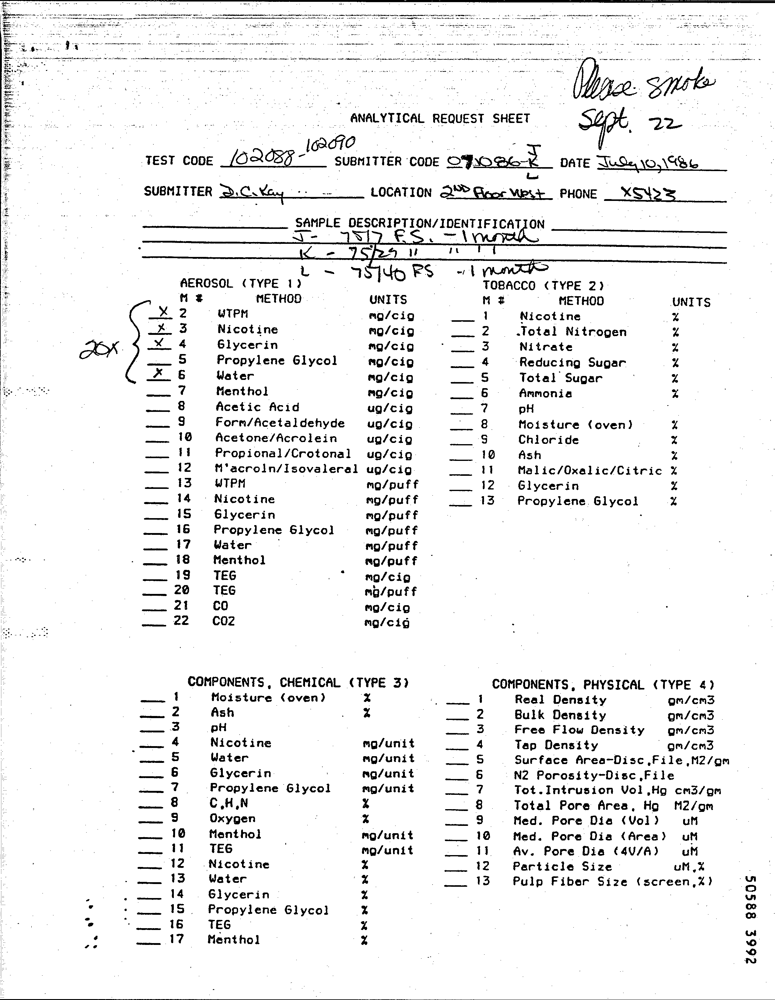 Please smoke
Sept. 22
ANALYTICAL REQUEST SHEET
TEST CODE 102088-102090 SUBMITTER CODE 071086-K DATE July 10, 1986
J
L
SUBMITTER D.C. Kay LOCATION 2ND Floor West PHONE X5423
SAMPLE DESCRIPTION/IDENTIFICATION
J - 7517 F.S. - 1 month
K - 75/29 " " " "
L - 75/40 FS - 1 month
AEROSOL (TYPE 1)
M # METHOD UNITS
20X
X 2 WTPM mg/cig
X 3 Nicotine mg/cig
X 4 Glycerin mg/cig
5 Propylene Glycol mg/cig
X 6 Water mg/cig
7 Menthol mg/cig
8 Acetic Acid ug/cig
9 Form/Acetaldehyde ug/cig
10 Acetone/Acrolein ug/cig
11 Propional/Crotonal ug/cig
12 M'acroln/Isovaleral ug/cig
13 WTPM mg/puff
14 Nicotine mg/puff
15 Glycerin mg/puff
16 Propylene Glycol mg/puff
17 Water mg/puff
18 Menthol mg/puff
19 TEG mg/cig
20 TEG mg/puff
21 CO mg/cig
22 CO2 mg/cig
TOBACCO (TYPE 2)
M # METHOD UNITS
1 Nicotine %
2 Total Nitrogen %
3 Nitrate %
4 Reducing Sugar %
5 Total Sugar %
6 Ammonia %
7 pH
8 Moisture (oven) %
9 Chloride %
10 Ash %
11 Malic/Oxalic/Citric %
12 Glycerin %
13 Propylene Glycol %
COMPONENTS, CHEMICAL (TYPE 3)
1 Moisture (oven) %
2 Ash %
3 pH
4 Nicotine mg/unit
5 Water mg/unit
6 Glycerin mg/unit
7 Propylene Glycol mg/unit
8 C,H,N %
9 Oxygen %
10 Menthol mg/unit
11 TEG mg/unit
12 Nicotine %
13 Water %
14 Glycerin %
15 Propylene Glycol %
16 TEG %
17 Menthol %
COMPONENTS, PHYSICAL (TYPE 4)
1 Real Density gm/cm3
2 Bulk Density gm/cm3
3 Free Flow Density gm/cm3
4 Tap Density gm/cm3
5 Surface Area-Disc,File,M2/gm
6 N2 Porosity-Disc,File
7 Tot.Intrusion Vol,Hg cm3/gm
8 Total Pore Area, Hg M2/gm
9 Med. Pore Dia (Vol) uM
10 Med. Pore Dia (Area) uM
11 Av. Pore Dia (4V/A) uM
12 Particle Size uM,%
13 Pulp Fiber Size (screen,%)
50588 3992